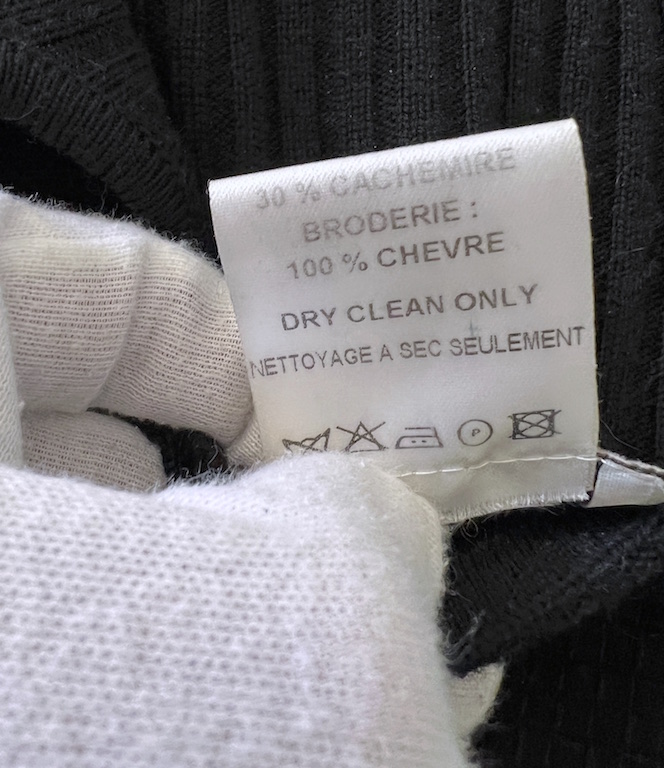 30 % CACHEMIRE
BRODERIE :
100 % CHEVRE
DRY CLEAN ONLY
NETTOYAGE A SEC SEULEMENT
P